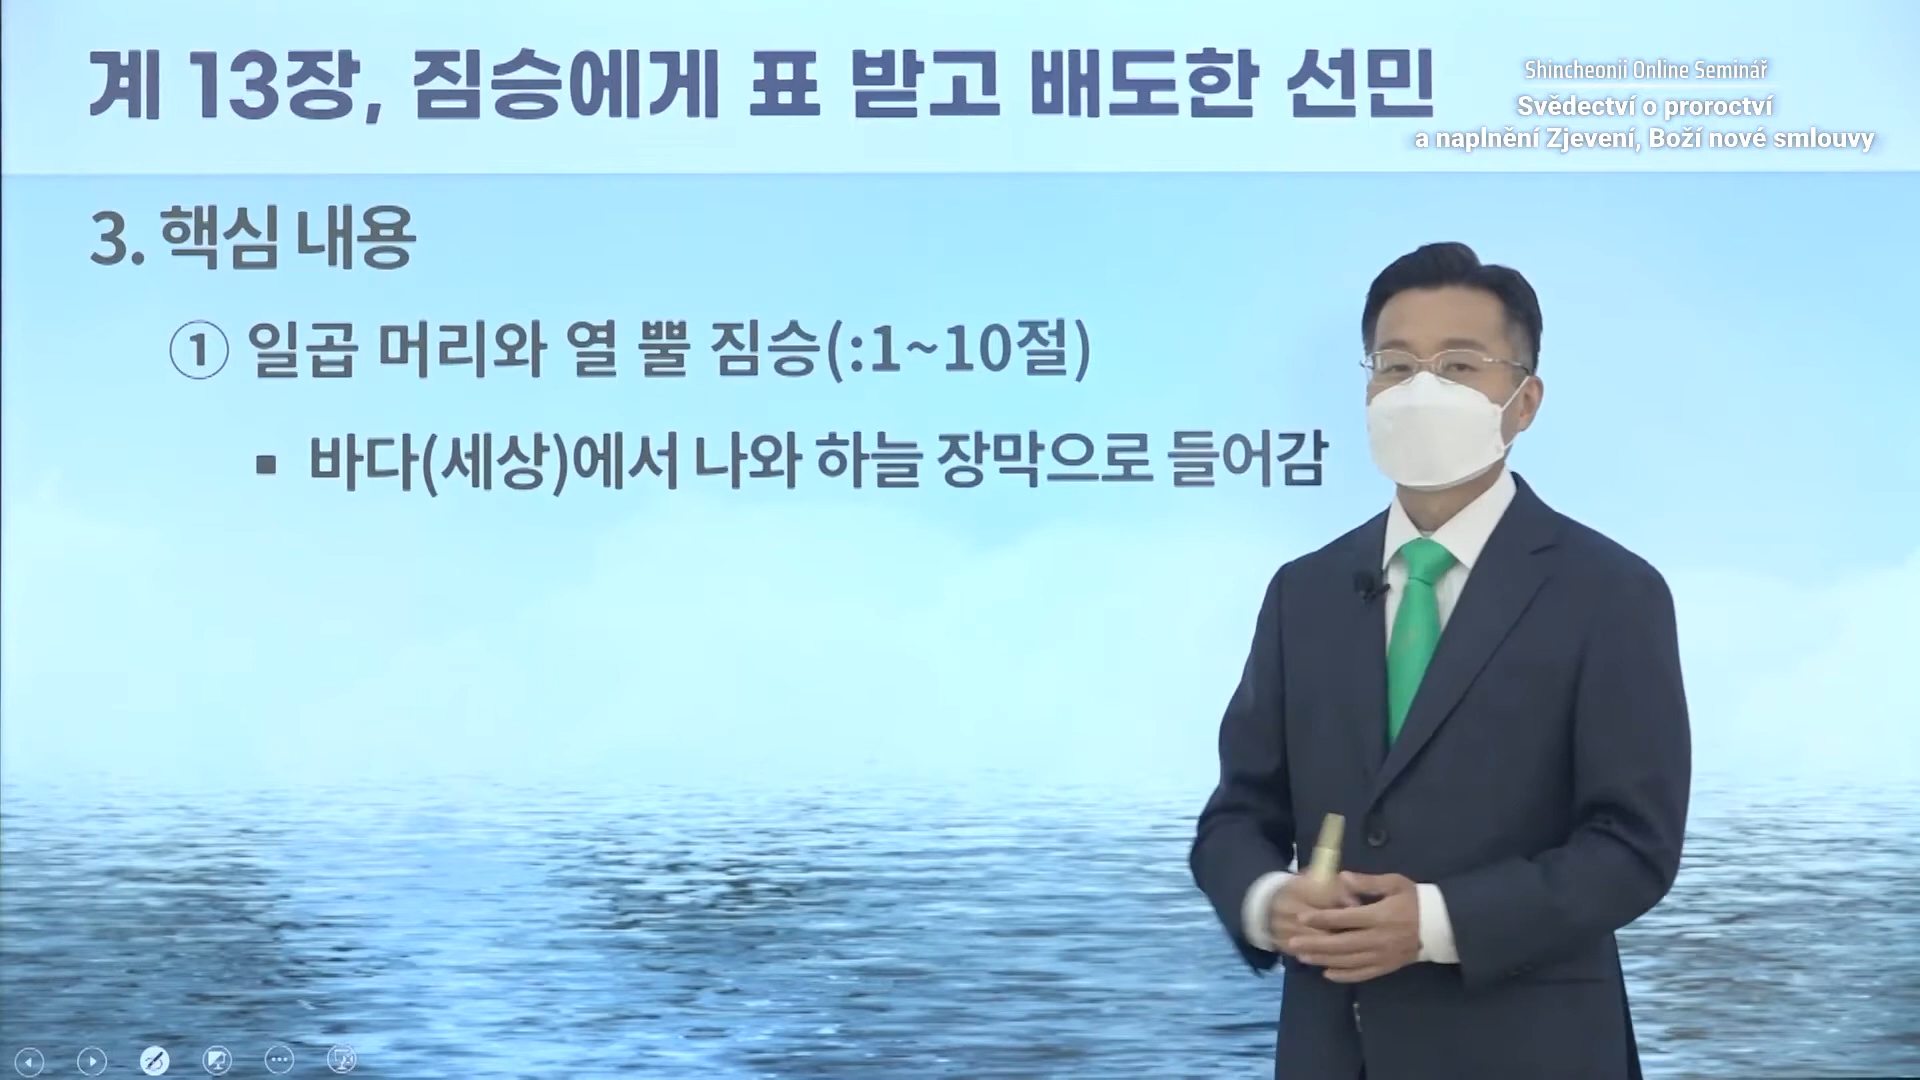 계 13장, 짐승에게 표 받고 배도한 선민
Shincheonji Online Seminář
Svědectví o proroctví
a naplnění Zjevení, Boží nové smlouvy
3. 핵심 내용
① 일곱 머리와 열 뿔 짐승(:1~10절)
▪ 바다(세상)에서 나와 하늘 장막으로 들어감